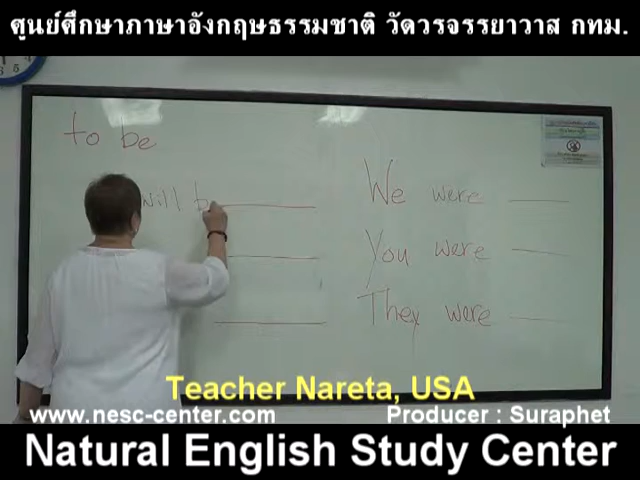 ศูนย์ศึกษาภาษาอังกฤษธรรมชาติ วัดวรจรรยาวาส กทม.
to be
will b
We were
You were
They were
Teacher Nareta, USA
www.nesc-center.com
Producer : Suraphet
Natural English Study Center